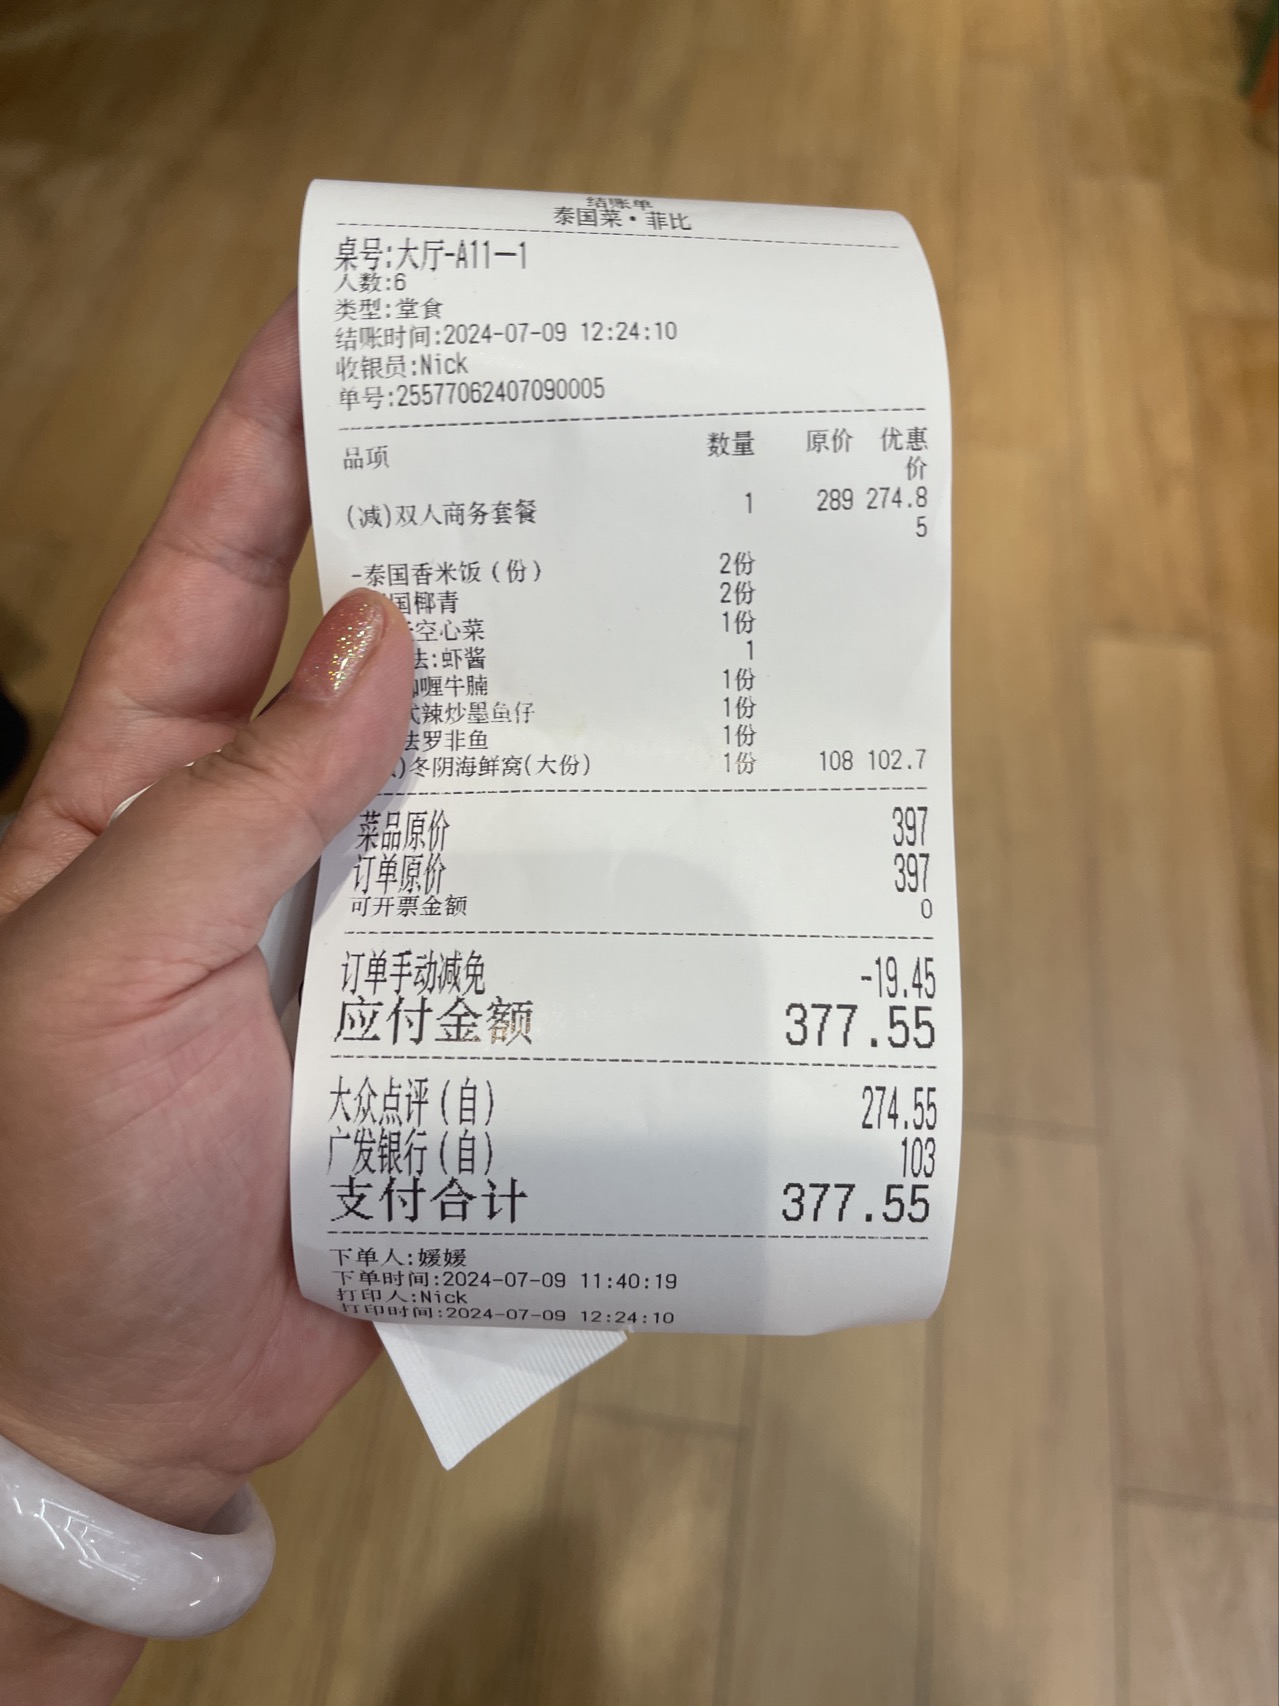 结账单
泰国菜·菲比
桌号:大厅-A11—1
人数:6
类型:堂食
结账时间:2024-07-09 12:24:10
收银员:Nick
单号:25577062407090005
品项 数量 原价 优惠价
(减)双人商务套餐 1 289 274.85
-泰国香米饭(份) 2份
国椰青 2份
空心菜 1份
法:虾酱 1
喱牛腩 1份
式辣炒墨鱼仔 1份
法罗非鱼 1份
)冬阴海鲜窝(大份) 1份 108 102.7
菜品原价 397
订单原价 397
可开票金额 0
订单手动减免 -19.45
应付金额 377.55
大众点评(自) 274.55
广发银行(自) 103
支付合计 377.55
下单人:媛媛
下单时间:2024-07-09 11:40:19
打印人:Nick
打印时间:2024-07-09 12:24:10